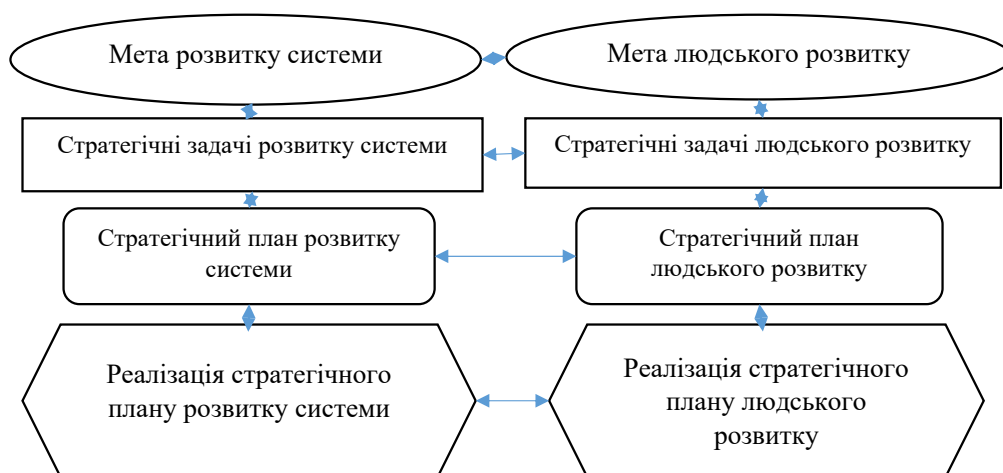 Мета розвитку системи
Мета людського розвитку
Стратегічні задачі розвитку системи
Стратегічні задачі людського розвитку
Стратегічний план розвитку
системи
Стратегічний план
людського розвитку
Реалізація стратегічного
плану розвитку системи
Реалізація стратегічного
плану людського
розвитку